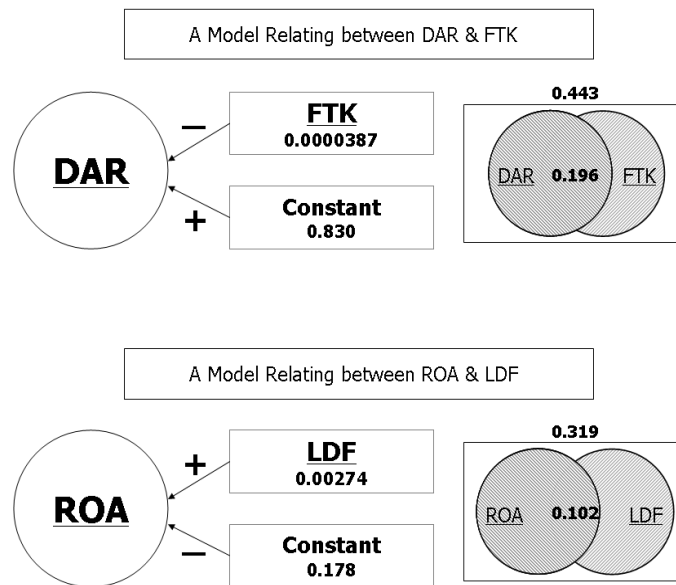 A Model Relating between DAR & FTK
DAR
−
FTK
0.0000387
+
Constant
0.830
0.443
DAR 0.196 FTK
A Model Relating between ROA & LDF
ROA
+
LDF
0.00274
−
Constant
0.178
0.319
ROA 0.102 LDF